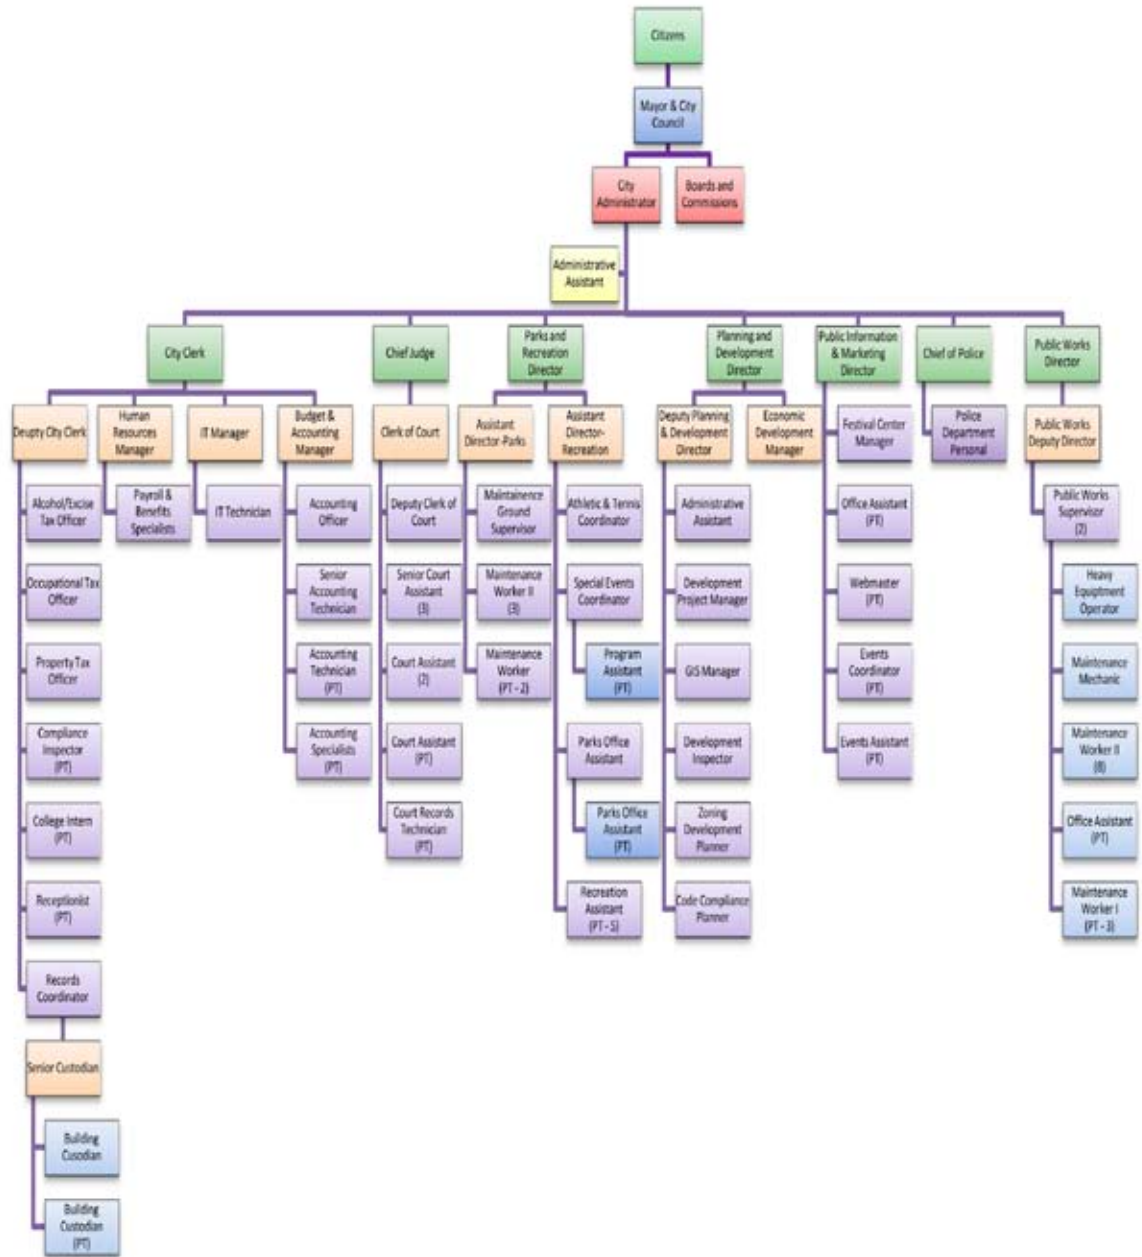 Citizens
Mayor & City
Council
City
Administrator
Boards and
Commissions
Administrative
Assistant
City Clerk
Chief Judge
Parks and
Recreation
Director
Planning and
Development
Director
Public Information
& Marketing
Director
Chief of Police
Public Works
Director
Deupty City Clerk
Human
Resources
Manager
IT Manager
Budget &
Accounting
Manager
Clerk of Court
Assistant
Director-Parks
Assistant
Director-
Recreation
Deputy Planning
& Development
Director
Economic
Development
Manager
Festival Center
Manager
Police
Department
Personal
Public Works
Deputy Director
Alcohol/Excise
Tax Officer
Payroll &
Benefits
Specialists
IT Technician
Accounting
Officer
Deputy Clerk of
Court
Maintainence
Ground
Supervisor
Athletic & Tennis
Coordinator
Administrative
Assistant
Office Assistant
(PT)
Public Works
Supervisor
(2)
Occupational Tax
Officer
Senior
Accounting
Technician
Senior Court
Assistant
(3)
Maintenance
Worker II
(3)
Special Events
Coordinator
Development
Project Manager
Webmaster
(PT)
Heavy
Equiptment
Operator
Property Tax
Officer
Accounting
Technician
(PT)
Court Assistant
(2)
Maintenance
Worker
(PT - 2)
Program
Assistant
(PT)
GIS Manager
Events
Coordinator
(PT)
Maintenance
Mechanic
Compliance
Inspector
(PT)
Accounting
Specialists
(PT)
Court Assistant
(PT)
Parks Office
Assistant
Development
Inspector
Events Assistant
(PT)
Maintenance
Worker II
(8)
College Intern
(PT)
Court Records
Technician
(PT)
Parks Office
Assistant
(PT)
Zoning
Development
Planner
Office Assistant
(PT)
Receptionist
(PT)
Recreation
Assistant
(PT - 5)
Code Compliance
Planner
Maintenance
Worker I
(PT - 3)
Records
Coordinator
Senior Custodian
Building
Cusodian
Building
Custodian
(PT)